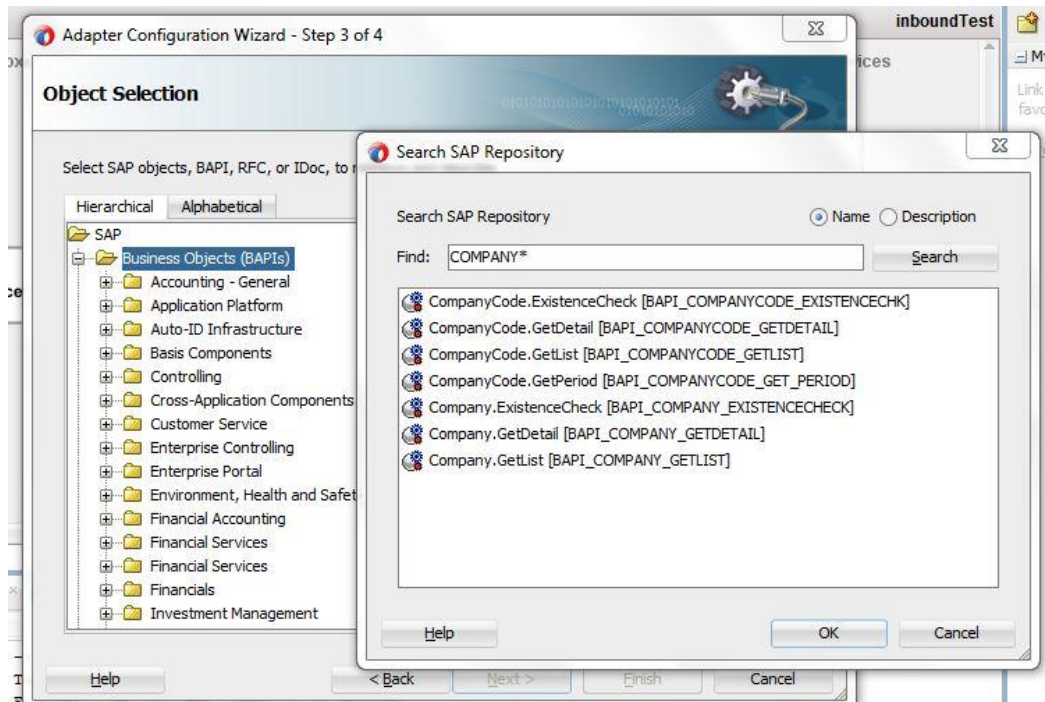 inboundTest
Adapter Configuration Wizard - Step 3 of 4
ices
Object Selection
Select SAP objects, BAPI, RFC, or IDoc, to
Hierarchical Alphabetical
SAP
Business Objects (BAPIs)
Accounting - General
Application Platform
Auto-ID Infrastructure
Basis Components
Controlling
Cross-Application Components
Customer Service
Enterprise Controlling
Enterprise Portal
Environment, Health and Safet
Financial Accounting
Financial Services
Financial Services
Financials
Investment Management
Help < Back Next > Finish Cancel
Search SAP Repository
Search SAP Repository Name Description
Find: COMPANY* Search
CompanyCode.ExistenceCheck [BAPI_COMPANYCODE_EXISTENCECHK]
CompanyCode.GetDetail [BAPI_COMPANYCODE_GETDETAIL]
CompanyCode.GetList [BAPI_COMPANYCODE_GETLIST]
CompanyCode.GetPeriod [BAPI_COMPANYCODE_GET_PERIOD]
Company.ExistenceCheck [BAPI_COMPANY_EXISTENCECHECK]
Company.GetDetail [BAPI_COMPANY_GETDETAIL]
Company.GetList [BAPI_COMPANY_GETLIST]
Help OK Cancel
My
Link
favo